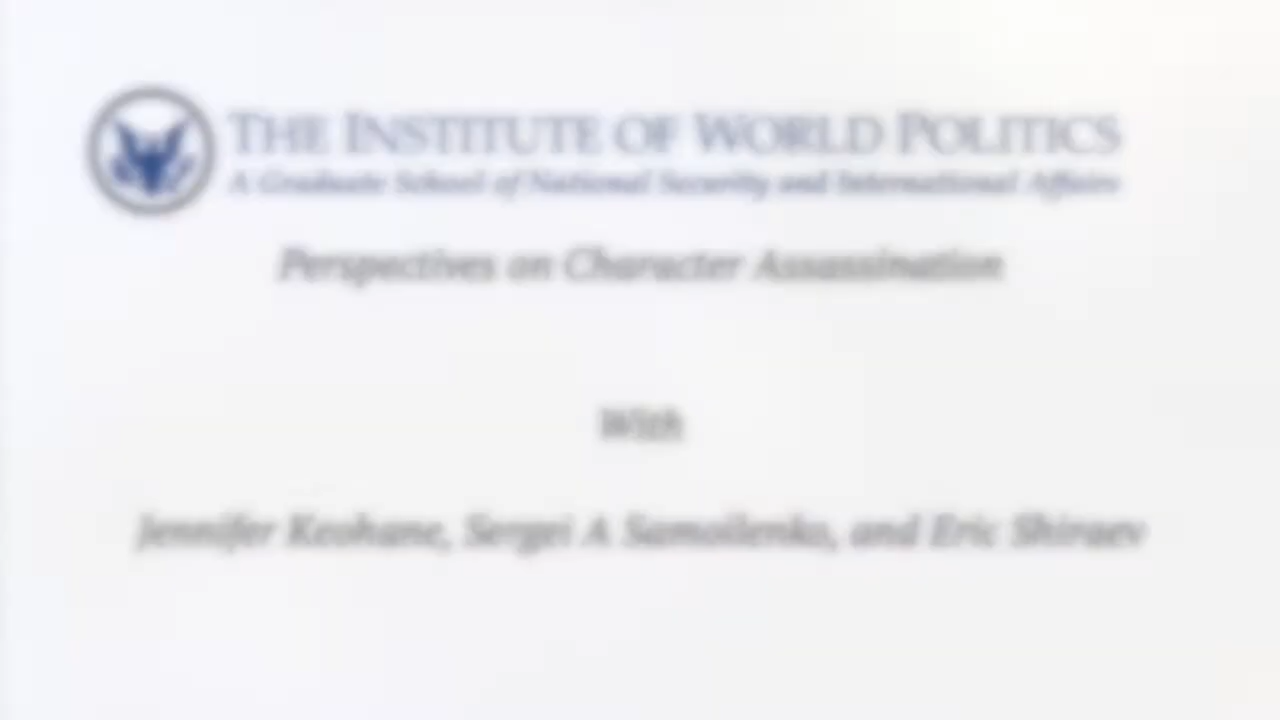 THE INSTITUTE OF WORLD POLITICS
A Graduate School of National Security and International Affairs
Perspectives on Character Assassination
With
Jennifer Keohane, Sergei A Samoilenko, and Eric Shiraev